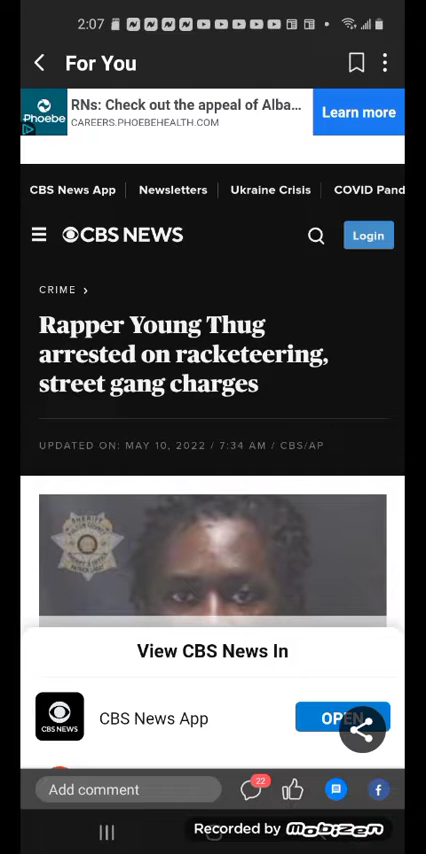 2:07
For You
Phoebe
RNs: Check out the appeal of Alba...
CAREERS.PHOEBEHEALTH.COM
Learn more
CBS News App
Newsletters
Ukraine Crisis
COVID Pand
CBS NEWS
Login
CRIME
Rapper Young Thug
arrested on racketeering,
street gang charges
UPDATED ON: MAY 10, 2022 / 7:34 AM / CBS/AP
SHERIFF
View CBS News In
CBS NEWS
CBS News App
OPEN
Add comment
22
Recorded by MOBIZEN